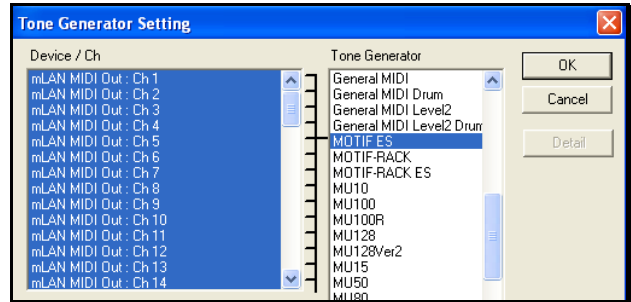 Tone Generator Setting
Device / Ch
mLAN MIDI Out : Ch 1
mLAN MIDI Out : Ch 2
mLAN MIDI Out : Ch 3
mLAN MIDI Out : Ch 4
mLAN MIDI Out : Ch 5
mLAN MIDI Out : Ch 6
mLAN MIDI Out : Ch 7
mLAN MIDI Out : Ch 8
mLAN MIDI Out : Ch 9
mLAN MIDI Out : Ch 10
mLAN MIDI Out : Ch 11
mLAN MIDI Out : Ch 12
mLAN MIDI Out : Ch 13
mLAN MIDI Out : Ch 14
Tone Generator
General MIDI
General MIDI Drum
General MIDI Level2
General MIDI Level2 Drum
MOTIF ES
MOTIF-RACK
MOTIF-RACK ES
MU10
MU100
MU100R
MU128
MU128Ver2
MU15
MU50
MU80
OK
Cancel
Detail